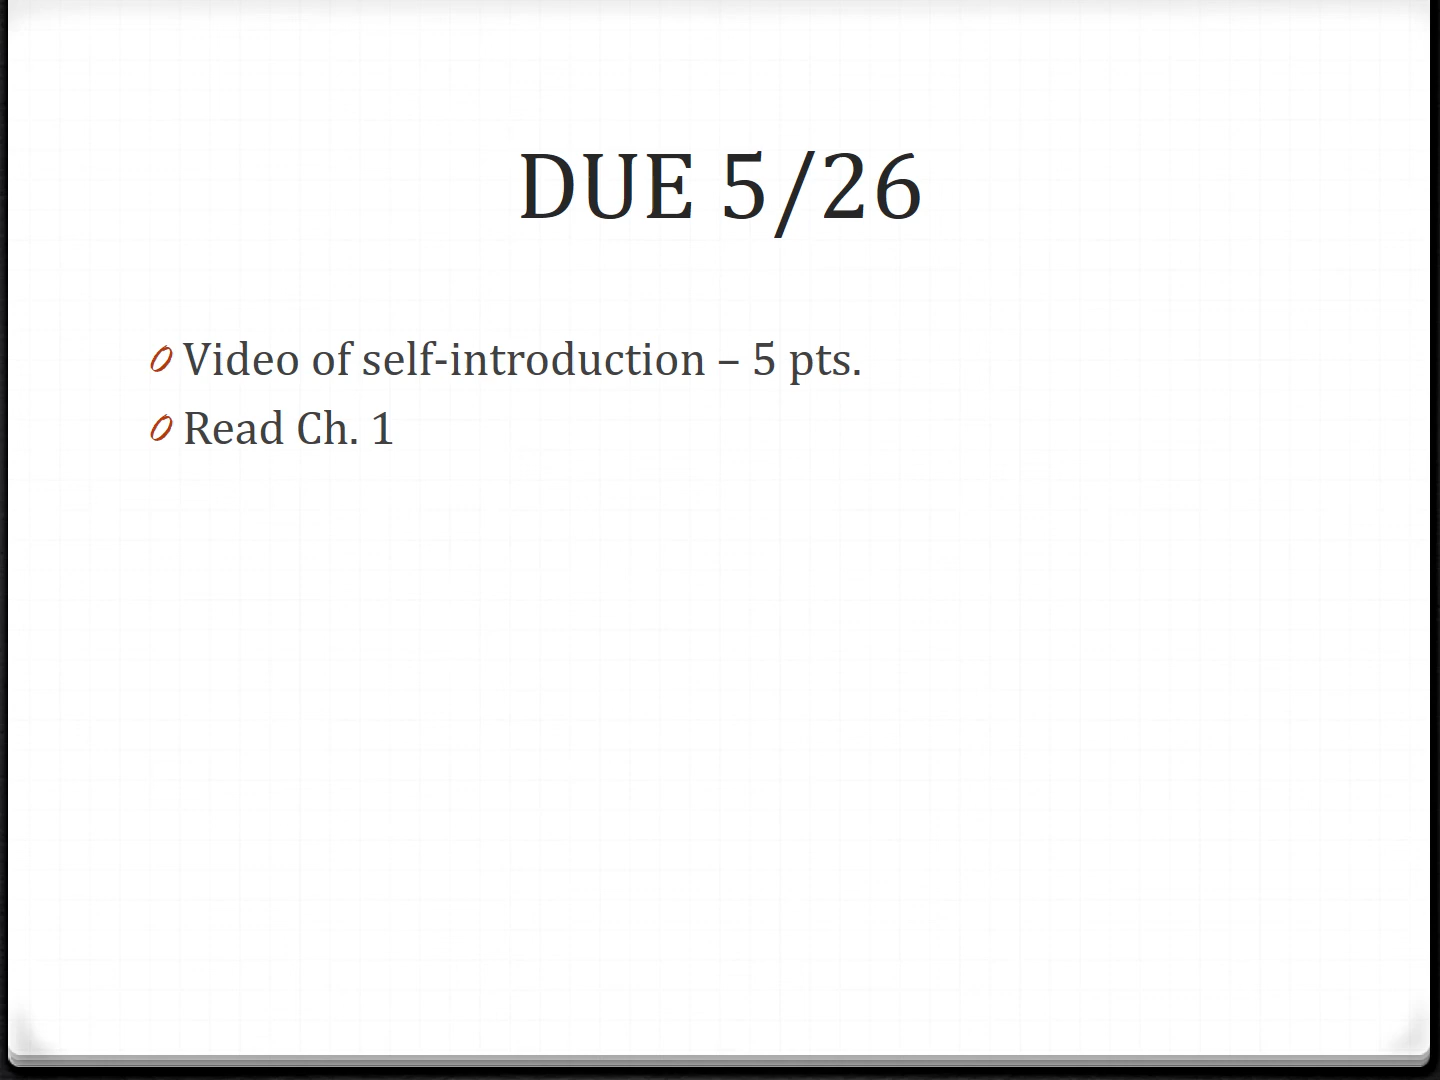 DUE 5/26
Video of self-introduction – 5 pts.
Read Ch. 1